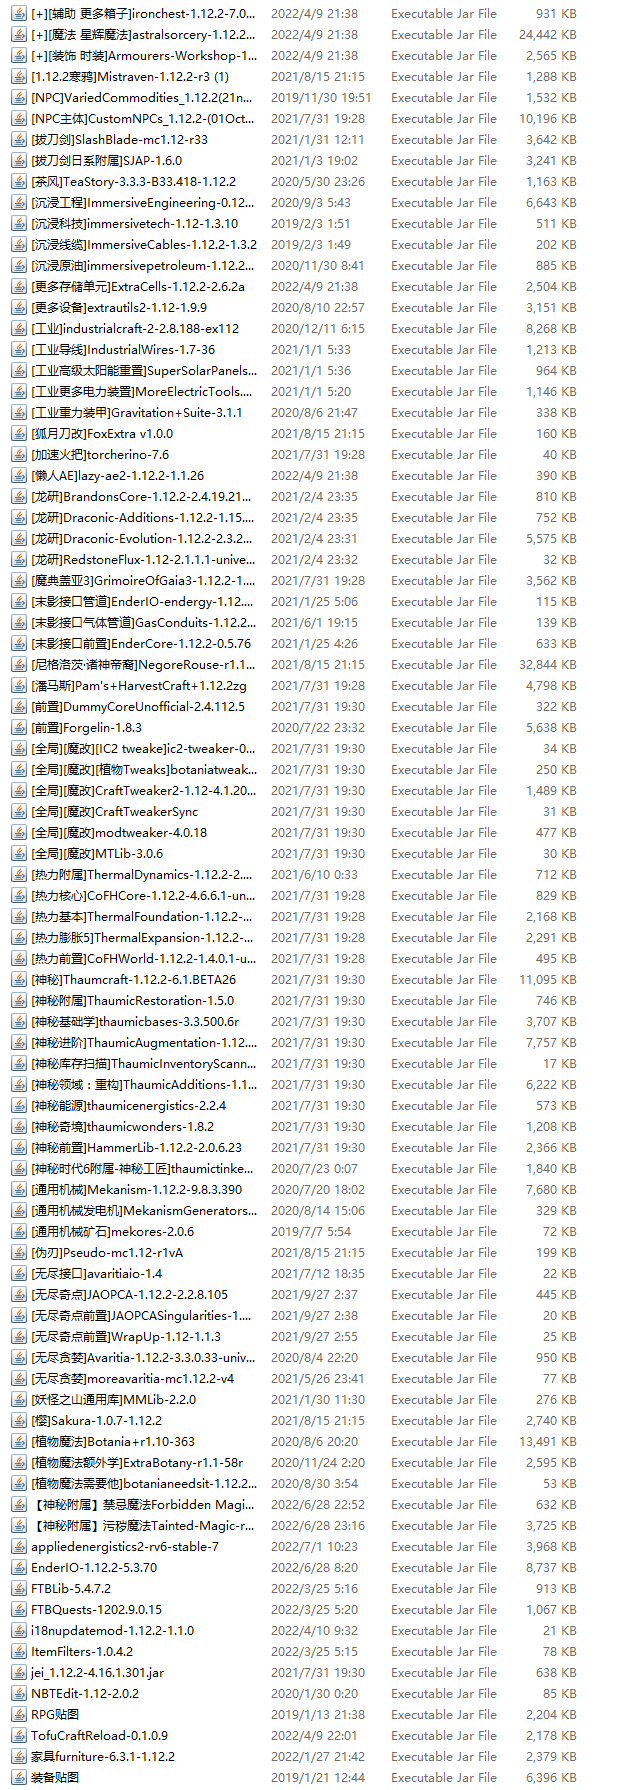 [+][辅助 更多箱子]ironchest-1.12.2-7.0... 2022/4/9 21:38 Executable Jar File 931 KB
[+][魔法 星辉魔法]astralsorcery-1.12.2... 2022/4/9 21:38 Executable Jar File 24,442 KB
[+][装饰 时装]Armourers-Workshop-1... 2022/4/9 21:38 Executable Jar File 2,565 KB
[1.12.2寒鸦]Mistraven-1.12.2-r3 (1) 2021/8/15 21:15 Executable Jar File 1,288 KB
[NPC]VariedCommodities_1.12.2(21n... 2019/11/30 19:51 Executable Jar File 1,532 KB
[NPC主体]CustomNPCs_1.12.2-(01Oct... 2021/7/31 19:28 Executable Jar File 10,196 KB
[拔刀剑]SlashBlade-mc1.12-r33 2021/1/31 12:11 Executable Jar File 3,642 KB
[拔刀剑日系附属]SJAP-1.6.0 2021/1/3 19:02 Executable Jar File 3,241 KB
[茶风]TeaStory-3.3.3-B33.418-1.12.2 2020/5/30 23:26 Executable Jar File 1,163 KB
[沉浸工程]ImmersiveEngineering-0.12... 2020/9/3 5:43 Executable Jar File 6,643 KB
[沉浸科技]immersivetech-1.12-1.3.10 2019/2/3 1:51 Executable Jar File 511 KB
[沉浸线缆]ImmersiveCables-1.12.2-1.3.2 2019/2/3 1:49 Executable Jar File 202 KB
[沉浸原油]immersivepetroleum-1.12.2... 2020/11/30 8:41 Executable Jar File 885 KB
[更多存储单元]ExtraCells-1.12.2-2.6.2a 2022/4/9 21:38 Executable Jar File 2,504 KB
[更多设备]extrautils2-1.12-1.9.9 2020/8/10 22:57 Executable Jar File 3,151 KB
[工业]industrialcraft-2-2.8.188-ex112 2020/12/11 6:15 Executable Jar File 8,268 KB
[工业导线]IndustrialWires-1.7-36 2021/1/1 5:33 Executable Jar File 1,213 KB
[工业高级太阳能重置]SuperSolarPanels... 2021/1/1 5:36 Executable Jar File 964 KB
[工业更多电力装置]MoreElectricTools.... 2021/1/1 5:20 Executable Jar File 1,146 KB
[工业重力装甲]Gravitation+Suite-3.1.1 2020/8/6 21:47 Executable Jar File 338 KB
[狐月刀改]FoxExtra v1.0.0 2021/8/15 21:15 Executable Jar File 160 KB
[加速火把]torcherino-7.6 2021/7/31 19:28 Executable Jar File 40 KB
[懒人AE]lazy-ae2-1.12.2-1.1.26 2022/4/9 21:38 Executable Jar File 390 KB
[龙研]BrandonsCore-1.12.2-2.4.19.21... 2021/2/4 23:35 Executable Jar File 810 KB
[龙研]Draconic-Additions-1.12.2-1.15.... 2021/2/4 23:35 Executable Jar File 752 KB
[龙研]Draconic-Evolution-1.12-2-2.3.2... 2021/2/4 23:31 Executable Jar File 5,575 KB
[龙研]RedstoneFlux-1.12-2.1.1.1-unive... 2021/2/4 23:32 Executable Jar File 32 KB
[魔典盖亚3]GrimoireOfGaia3-1.12.2-1.... 2021/7/31 19:28 Executable Jar File 3,562 KB
[末影接口管道]EnderIO-endergy-1.12.... 2021/1/25 5:06 Executable Jar File 115 KB
[末影接口气体管道]GasConduits-1.12.2... 2021/6/1 19:15 Executable Jar File 139 KB
[末影接口前置]EnderCore-1.12.2-0.5.76 2021/1/25 4:26 Executable Jar File 633 KB
[尼格洛茨·诸神帝裔]NegoreRouse-r1.1... 2021/8/15 21:15 Executable Jar File 32,844 KB
[潘马斯]Pam's+HarvestCraft+1.12.2zg 2021/7/31 19:28 Executable Jar File 4,798 KB
[前置]DummyCoreUnofficial-2.4.112.5 2021/7/31 19:30 Executable Jar File 322 KB
[前置]Forgelin-1.8.3 2020/7/22 23:32 Executable Jar File 5,638 KB
[全局][魔改][IC2 tweake]ic2-tweaker-0... 2021/7/31 19:30 Executable Jar File 34 KB
[全局][魔改][植物Tweaks]botaniatweak... 2021/7/31 19:30 Executable Jar File 250 KB
[全局][魔改]CraftTweaker2-1.12-4.1.20... 2021/7/31 19:30 Executable Jar File 1,489 KB
[全局][魔改]CraftTweakerSync 2021/7/31 19:30 Executable Jar File 31 KB
[全局][魔改]modtweaker-4.0.18 2021/7/31 19:30 Executable Jar File 477 KB
[全局][魔改]MTLib-3.0.6 2021/7/31 19:30 Executable Jar File 30 KB
[热力附属]ThermalDynamics-1.12.2-2.... 2021/6/10 0:33 Executable Jar File 712 KB
[热力核心]CoFHCore-1.12.2-4.6.6.1-un... 2021/7/31 19:28 Executable Jar File 829 KB
[热力基本]ThermalFoundation-1.12.2-... 2021/7/31 19:28 Executable Jar File 2,168 KB
[热力膨胀5]ThermalExpansion-1.12.2-... 2021/7/31 19:28 Executable Jar File 2,291 KB
[热力前置]CoFHWorld-1.12.2-1.4.0.1-u... 2021/7/31 19:28 Executable Jar File 495 KB
[神秘]Thaumcraft-1.12.2-6.1.BETA26 2021/7/31 19:30 Executable Jar File 11,095 KB
[神秘附属]ThaumicRestoration-1.5.0 2021/7/31 19:30 Executable Jar File 746 KB
[神秘基础学]thaumicbases-3.3.500.6r 2021/7/31 19:30 Executable Jar File 3,707 KB
[神秘进阶]ThaumicAugmentation-1.12.... 2021/7/31 19:30 Executable Jar File 7,757 KB
[神秘库存扫描]ThaumicInventoryScann... 2021/7/31 19:30 Executable Jar File 17 KB
[神秘领域：重构]ThaumicAdditions-1.1... 2021/7/31 19:30 Executable Jar File 6,222 KB
[神秘能源]thaumicenergistics-2.2.4 2021/7/31 19:30 Executable Jar File 573 KB
[神秘奇境]thaumicwonders-1.8.2 2021/7/31 19:30 Executable Jar File 1,208 KB
[神秘前置]HammerLib-1.12.2-2.0.6.23 2021/7/31 19:30 Executable Jar File 2,366 KB
[神秘时代6附属-神秘工匠]thaumictinke... 2020/7/23 0:07 Executable Jar File 1,840 KB
[通用机械]Mekanism-1.12.2-9.8.3.390 2020/7/20 18:02 Executable Jar File 7,680 KB
[通用机械发电机]MekanismGenerators... 2020/8/14 15:06 Executable Jar File 329 KB
[通用机械矿石]mekores-2.0.6 2019/7/7 5:54 Executable Jar File 72 KB
[伪刃]Pseudo-mc1.12-r1vA 2021/8/15 21:15 Executable Jar File 199 KB
[无尽接口]avaritiaio-1.4 2021/7/12 18:35 Executable Jar File 22 KB
[无尽奇点]JAOPCA-1.12.2-2.2.8.105 2021/9/27 2:37 Executable Jar File 445 KB
[无尽奇点前置]JAOPCASingularities-1.... 2021/9/27 2:38 Executable Jar File 20 KB
[无尽奇点前置]WrapUp-1.12-1.1.3 2021/9/27 2:55 Executable Jar File 25 KB
[无尽贪婪]Avaritia-1.12.2-3.3.0.33-univ... 2020/8/4 22:20 Executable Jar File 950 KB
[无尽贪婪]moreavaritia-mc1.12.2-v4 2021/5/26 23:41 Executable Jar File 77 KB
[妖怪之山通用库]MMLib-2.2.0 2021/1/30 11:30 Executable Jar File 276 KB
[樱]Sakura-1.0.7-1.12.2 2021/8/15 21:15 Executable Jar File 2,740 KB
[植物魔法]Botania+r1.10-363 2020/8/6 20:20 Executable Jar File 13,491 KB
[植物魔法额外学]ExtraBotany-r1.1-58r 2020/11/24 2:20 Executable Jar File 2,595 KB
[植物魔法需要他]botanianeedsit-1.12.2... 2020/8/30 3:54 Executable Jar File 53 KB
【神秘附属】禁忌魔法Forbidden Magi... 2022/6/28 22:52 Executable Jar File 632 KB
【神秘附属】污秽魔法Tainted-Magic-r... 2022/6/28 23:16 Executable Jar File 3,725 KB
appliedenergistics2-rv6-stable-7 2022/7/1 10:23 Executable Jar File 3,968 KB
EnderIO-1.12.2-5.3.70 2022/6/28 8:20 Executable Jar File 8,737 KB
FTBLib-5.4.7.2 2022/3/25 5:16 Executable Jar File 913 KB
FTBQuests-1202.9.0.15 2022/3/25 5:20 Executable Jar File 1,067 KB
i18nupdatemod-1.12.2-1.1.0 2022/4/10 9:32 Executable Jar File 21 KB
ItemFilters-1.0.4.2 2022/3/25 5:15 Executable Jar File 78 KB
jei_1.12.2-4.16.1.301.jar 2021/7/31 19:30 Executable Jar File 638 KB
NBTEdit-1.12-2.0.2 2020/1/30 0:20 Executable Jar File 85 KB
RPG贴图 2019/1/13 21:38 Executable Jar File 2,204 KB
TofuCraftReload-0.1.0.9 2022/4/9 22:01 Executable Jar File 2,178 KB
家具furniture-6.3.1-1.12.2 2022/1/27 21:42 Executable Jar File 2,379 KB
装备贴图 2019/1/21 12:44 Executable Jar File 6,396 KB